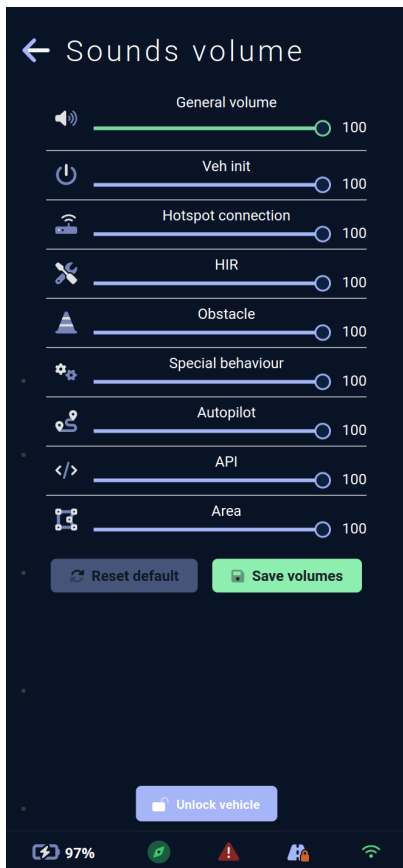 Sounds volume
General volume
100
Veh init
100
Hotspot connection
100
HIR
100
Obstacle
100
Special behaviour
100
Autopilot
100
API
100
Area
100
Reset default
Save volumes
Unlock vehicle
97%